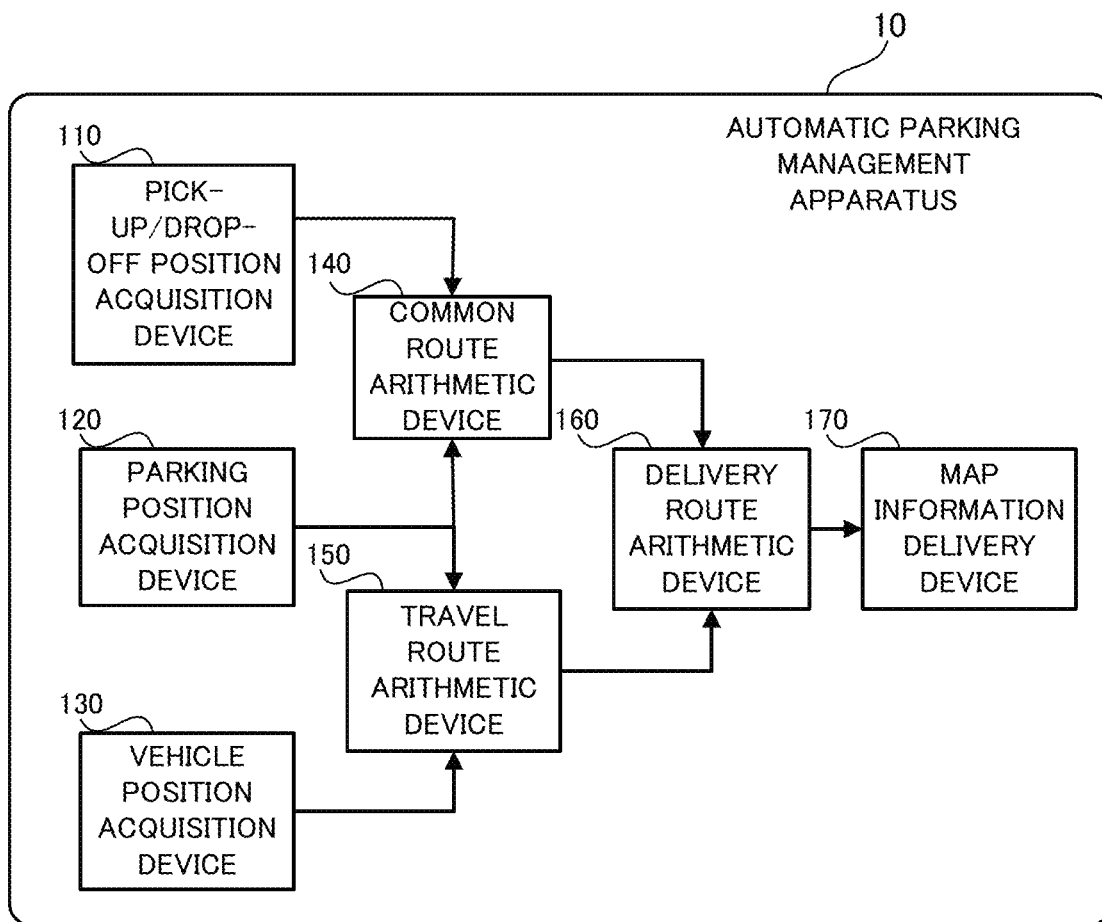 10
AUTOMATIC PARKING
MANAGEMENT
APPARATUS
110
PICK-
UP/DROP-
OFF POSITION
ACQUISITION
DEVICE
140
COMMON
ROUTE
ARITHMETIC
DEVICE
120
PARKING
POSITION
ACQUISITION
DEVICE
160
DELIVERY
ROUTE
ARITHMETIC
DEVICE
170
MAP
INFORMATION
DELIVERY
DEVICE
150
TRAVEL
ROUTE
ARITHMETIC
DEVICE
130
VEHICLE
POSITION
ACQUISITION
DEVICE